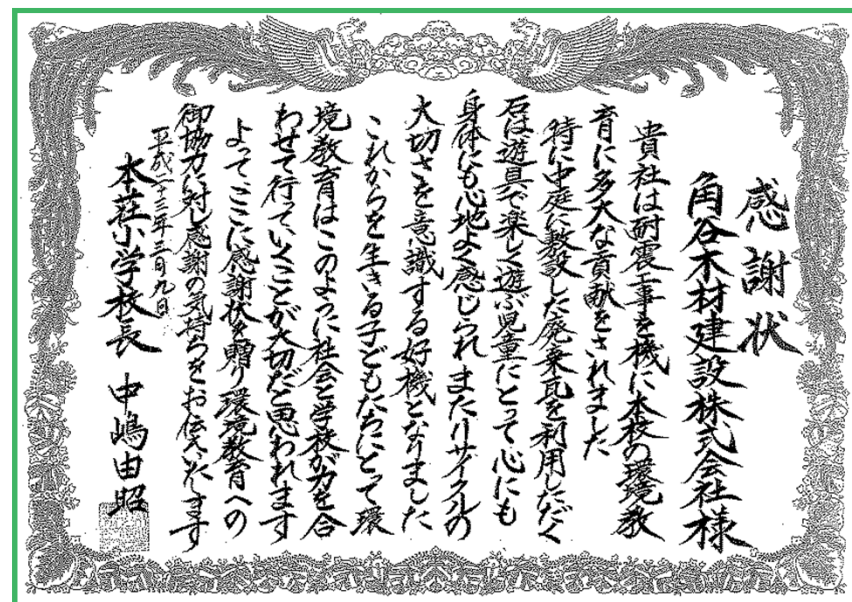 感謝状
角谷木材建設株式会社様
貴社は耐震工事を機に本校の環境教
育に多大な貢献をされました
特に中庭に敷設した廃棄瓦を利用したがく
石は遊具で楽しく遊ぶ児童にとって心にも
身体にも心地よく感じられまたリサイクルの
大切さを意識する好機となりました
これからを生きる子どもたちにとって環
境教育はこのように社会と学校が力を合
わせて行っていくことが大切だと思われます
よってここに感謝状を贈り環境教育への
御協力に対し感謝の気持ちをお伝えいたします
平成二十三年三月九日
本荘小学校長 中嶋由昭